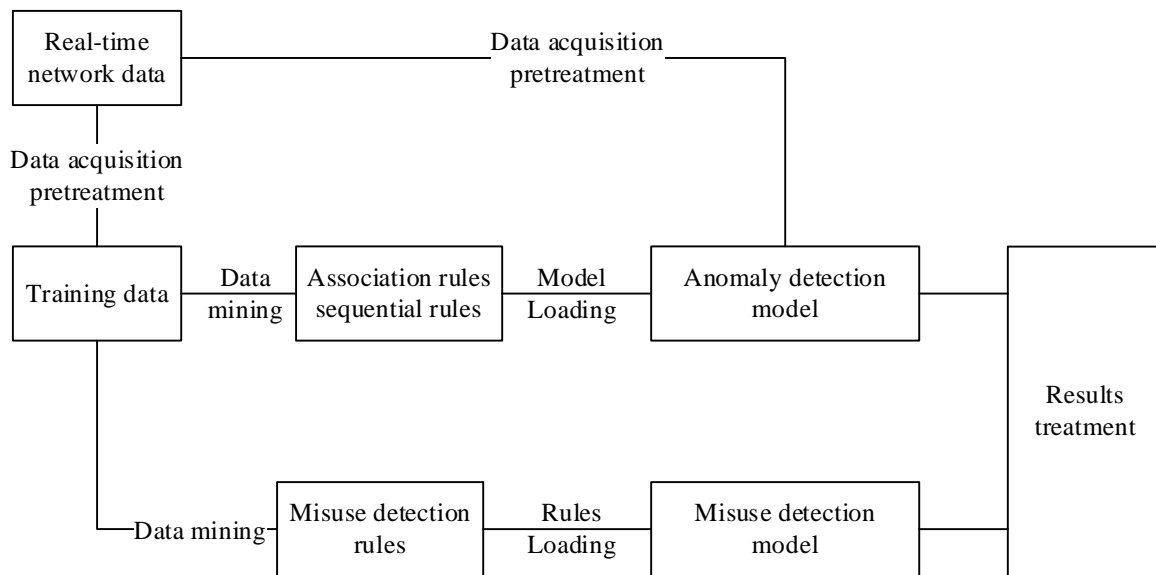 Real-time
network data
Data acquisition
pretreatment
Data acquisition
pretreatment
Training data
Data
mining
Association rules
sequential rules
Model
Loading
Anomaly detection
model
Results
treatment
Data mining
Misuse detection
rules
Rules
Loading
Misuse detection
model